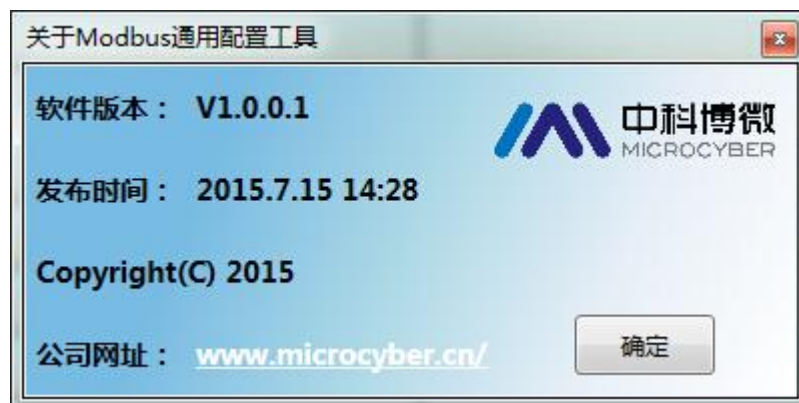 关于Modbus通用配置工具
软件版本： V1.0.0.1
中科博微
MICROCYBER
发布时间： 2015.7.15 14:28
Copyright(C) 2015
公司网址： www.microcyber.cn/
确定